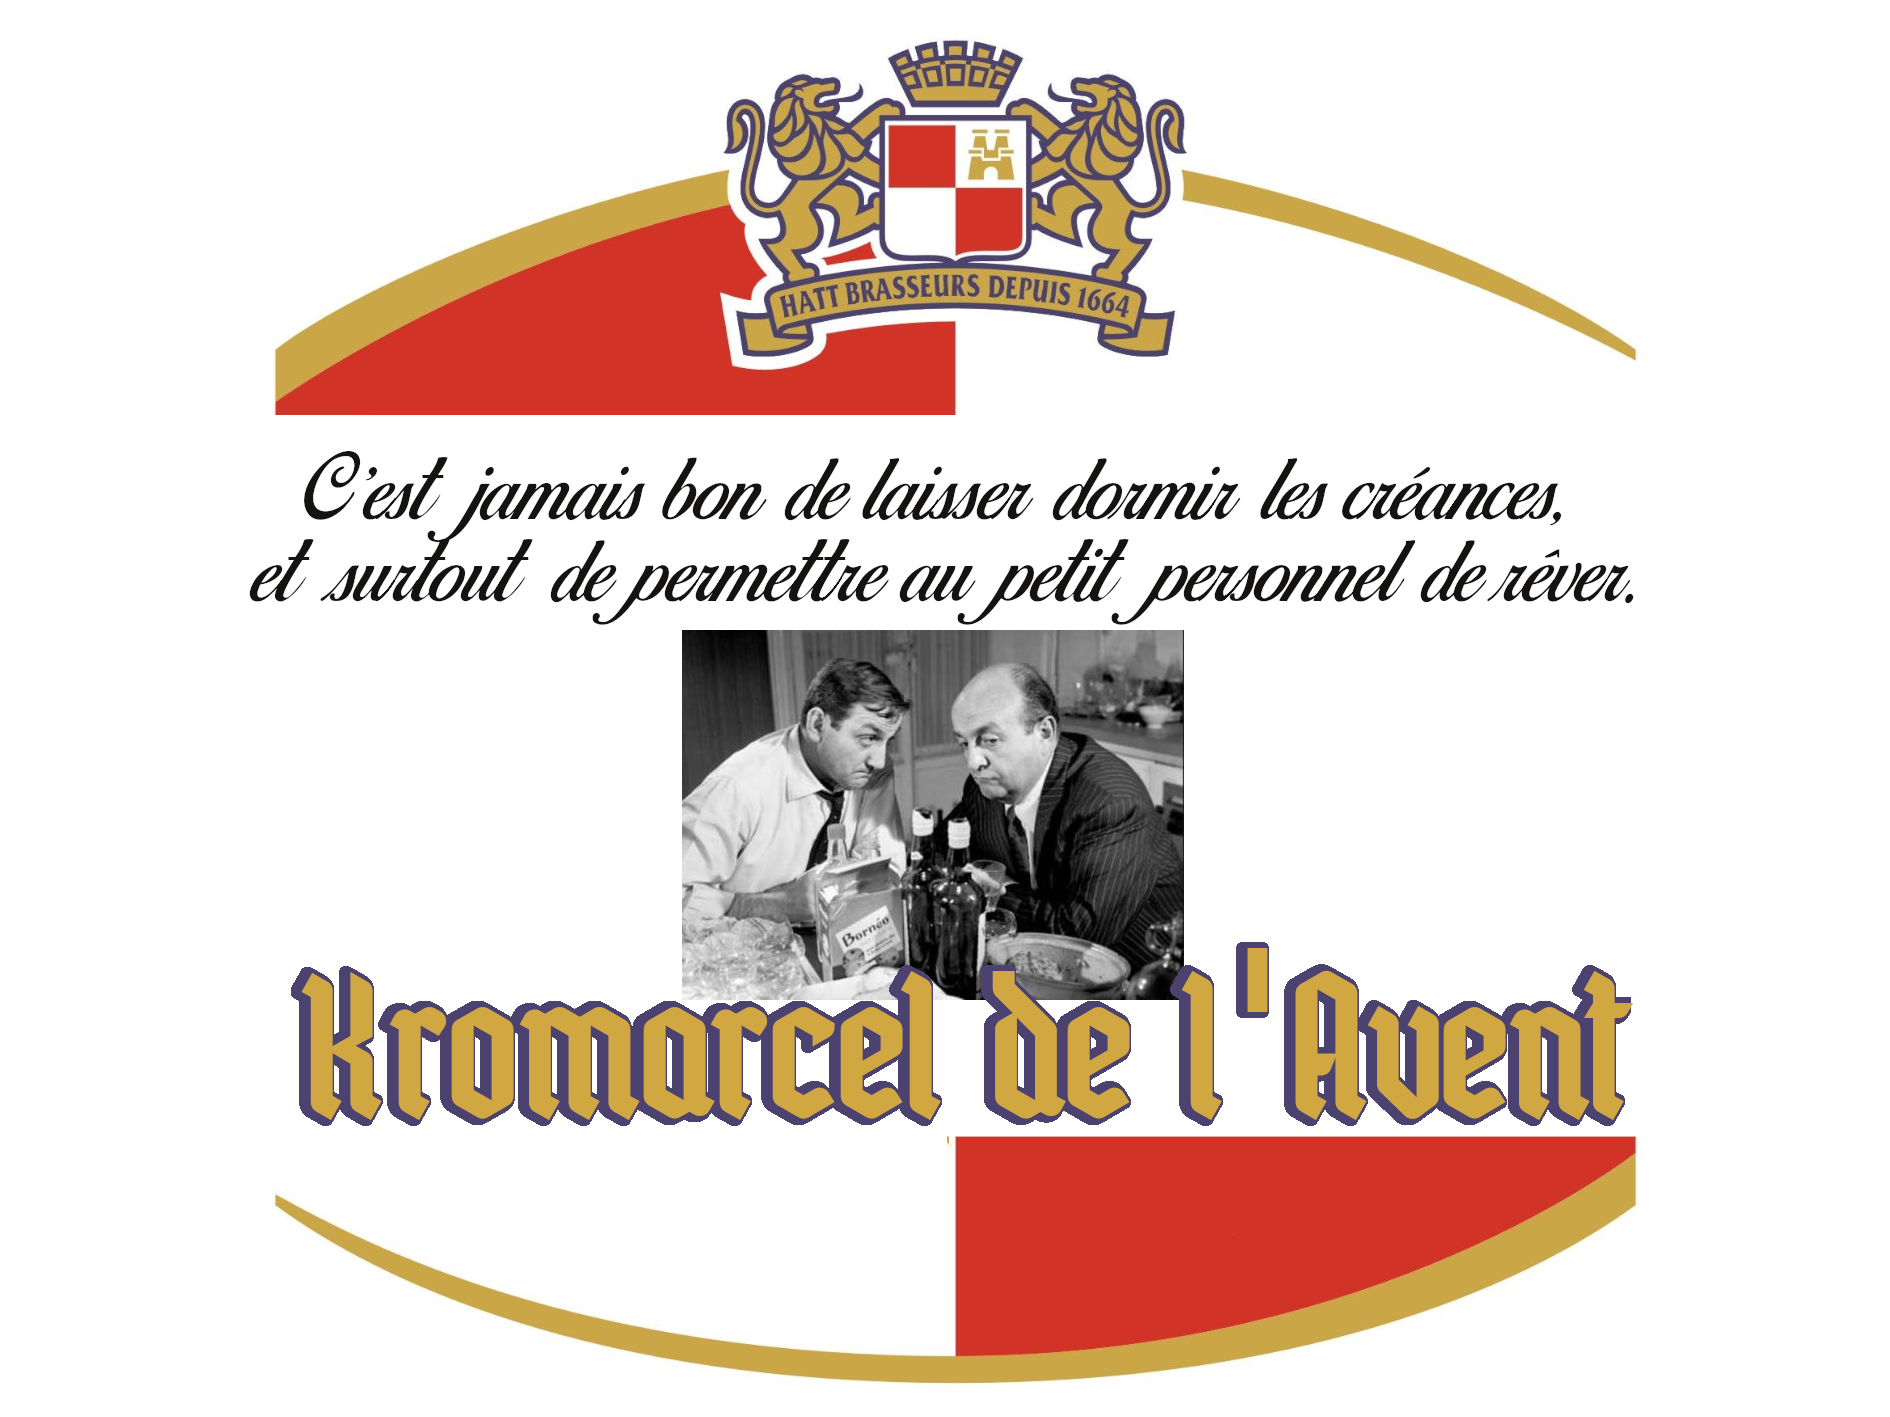 HATT BRASSEURS DEPUIS 1664
C'est jamais bon de laisser dormir les créances,
et surtout de permettre au petit personnel de rêver.
Bornéo
Kromarcel de l'Avent